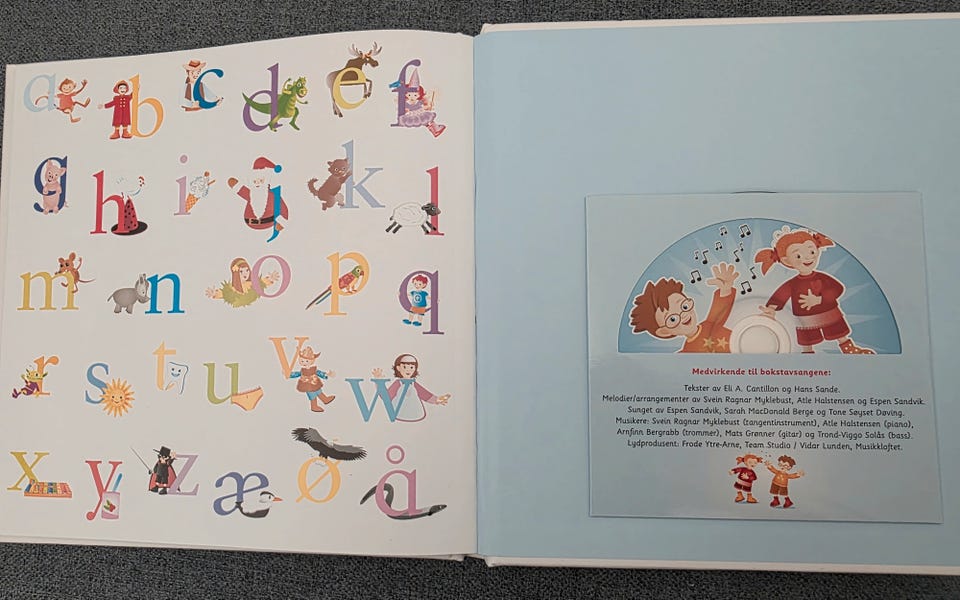 a b c d e f
g h i j k l
m n o p q
r s t u v w
x y z æ ø å
Medvirkende til bokstavsangene:
Tekster av Eli A. Cantillon og Hans Sande.
Melodier/arrangementer av Svein Ragnar Myklebust, Atle Halstensen og Espen Sandvik.
Sunget av Espen Sandvik, Sarah MacDonald Berge og Tone Søyset Døving.
Musikere: Svein Ragnar Myklebust (tangentinstrument), Atle Halstensen (piano),
Arnfinn Bergrabb (trommer), Mats Grønner (gitar) og Trond-Viggo Solås (bass).
Lydprodusent: Frode Ytre-Arne, Team Studio / Vidar Lunden, Musikkloftet.